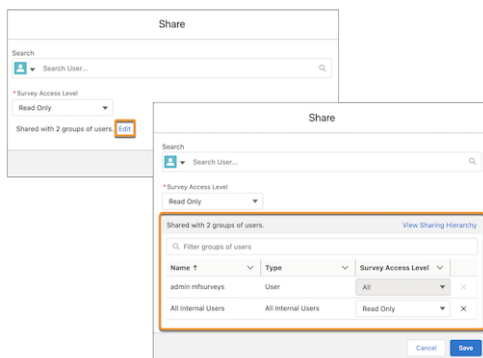 Share
Search
Search User...
*Survey Access Level
Read Only
Shared with 2 groups of users. Edit
Share
Search
Search User...
*Survey Access Level
Read Only
Shared with 2 groups of users. View Sharing Hierarchy
Filter groups of users
Name ↑ Type Survey Access Level
admin mfsurveys User All
All Internal Users All Internal Users Read Only
Cancel Save